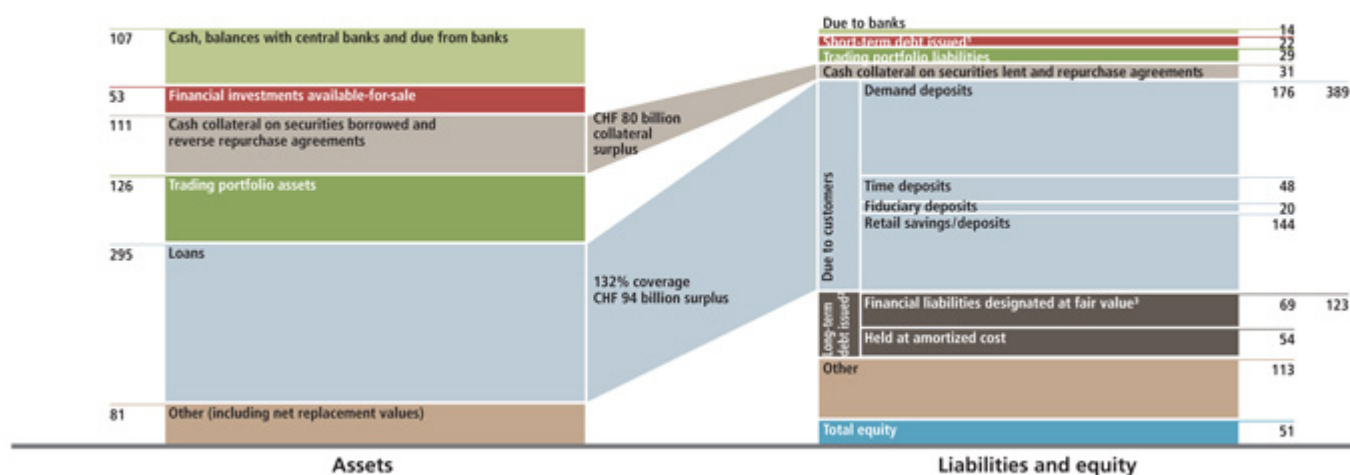 107
Cash, balances with central banks and due from banks
53
Financial investments available-for-sale
111
Cash collateral on securities borrowed and
reverse repurchase agreements
126
Trading portfolio assets
295
Loans
81
Other (including net replacement values)
CHF 80 billion
collateral
surplus
132% coverage
CHF 94 billion surplus
Due to banks
14
Short-term debt issued¹
22
Trading portfolio liabilities
29
Cash collateral on securities lent and repurchase agreements
31
Due to customers
Demand deposits
176 389
Time deposits
48
Fiduciary deposits
20
Retail savings/deposits
144
Long-term
debt issued²
Financial liabilities designated at fair value³
69 123
Held at amortized cost
54
Other
113
Total equity
51
Assets
Liabilities and equity